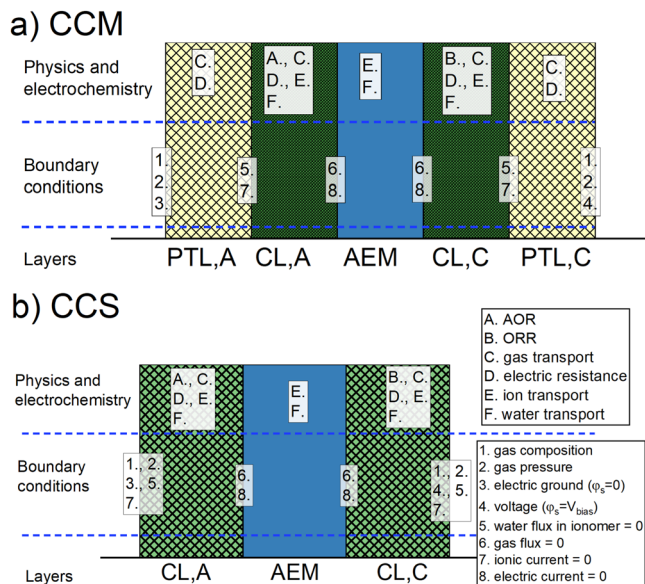 a) CCM
Physics and
electrochemistry
C.
D.
A., C.
D., E.
F.
E.
F.
B., C.
D., E.
F.
C.
D.
Boundary
conditions
1.
2.
3.
5.
7.
6.
8.
6.
8.
5.
7.
1.
2.
4.
Layers
PTL,A
CL,A
AEM
CL,C
PTL,C
b) CCS
Physics and
electrochemistry
A., C.
D., E.
F.
E.
F.
B., C.
D., E.
F.
Boundary
conditions
1., 2.
3., 5.
7.
6.
8.
6.
8.
1., 2.
4., 5.
7.
Layers
CL,A
AEM
CL,C
A. AOR
B. ORR
C. gas transport
D. electric resistance
E. ion transport
F. water transport
1. gas composition
2. gas pressure
3. electric ground (φs=0)
4. voltage (φs=Vbias)
5. water flux in ionomer = 0
6. gas flux = 0
7. ionic current = 0
8. electric current = 0